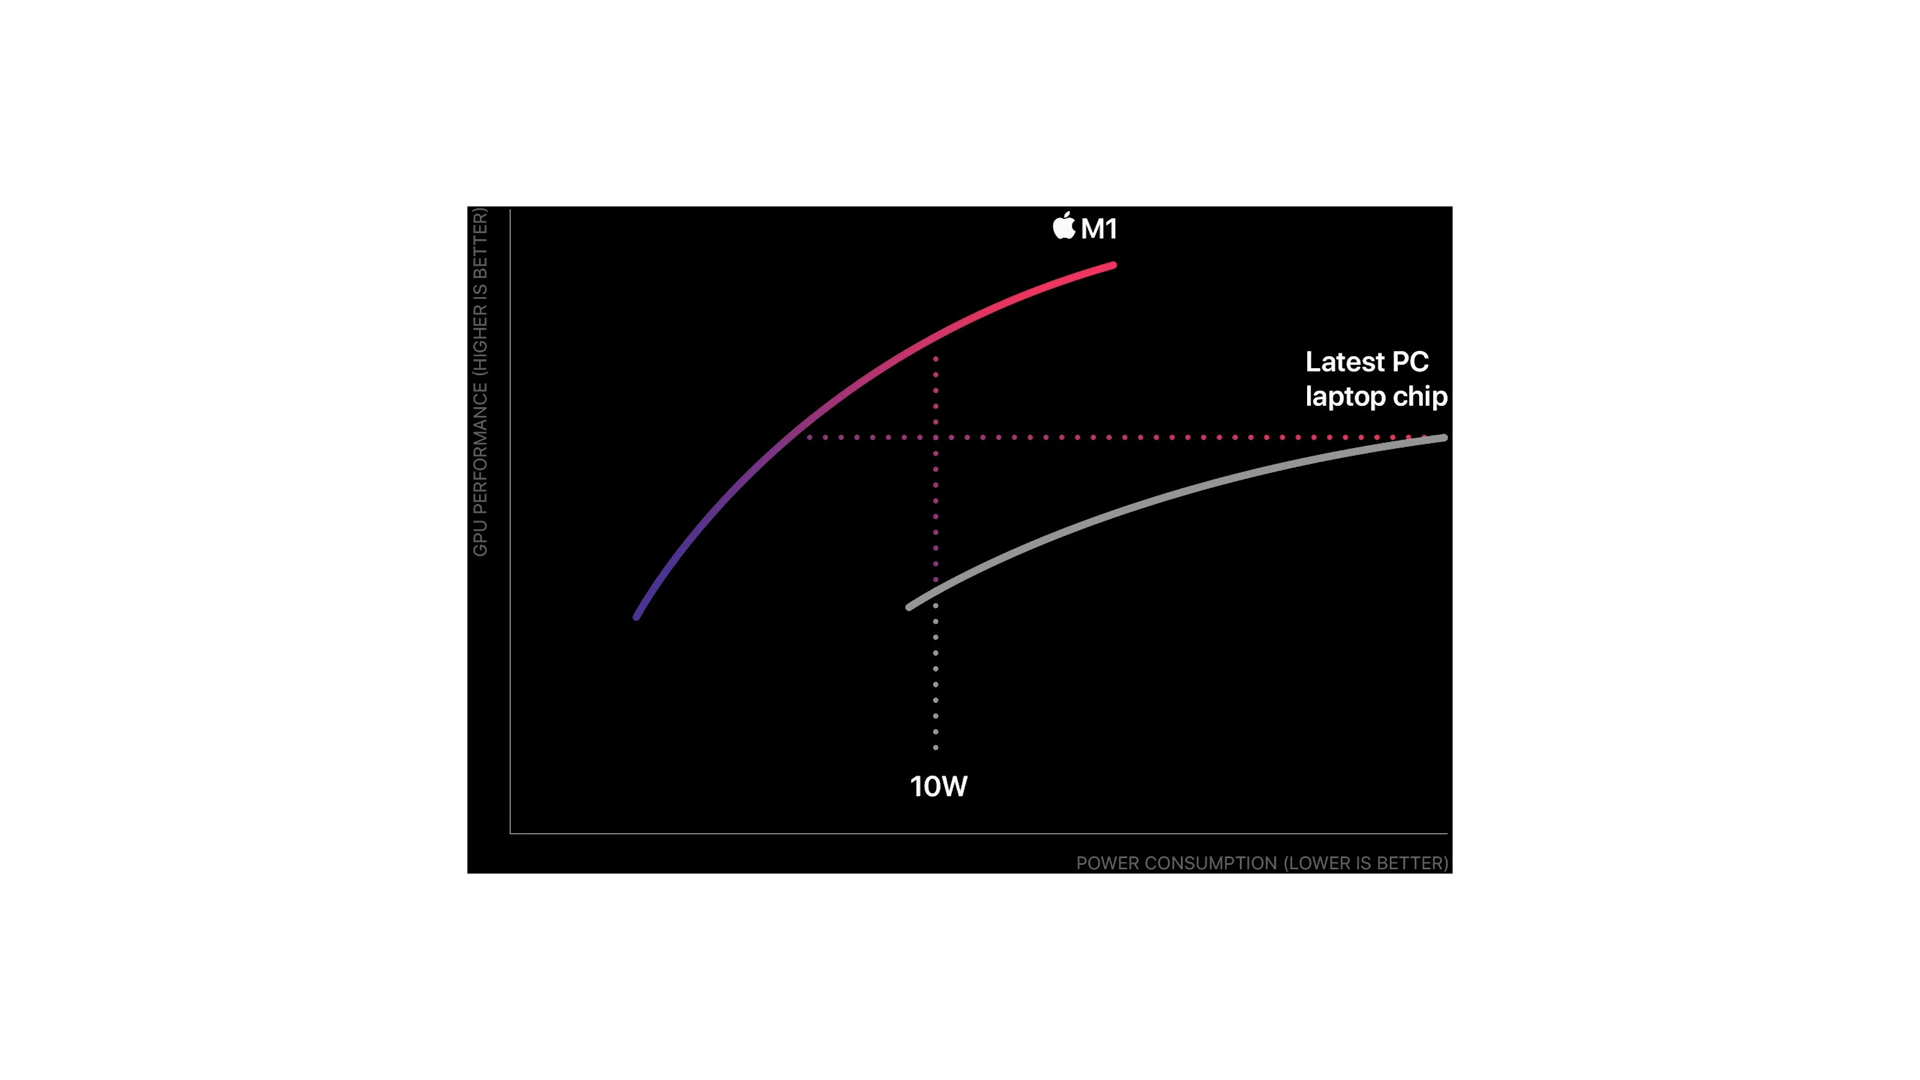 GPU PERFORMANCE (HIGHER IS BETTER)
M1
Latest PC
laptop chip
10W
POWER CONSUMPTION (LOWER IS BETTER)